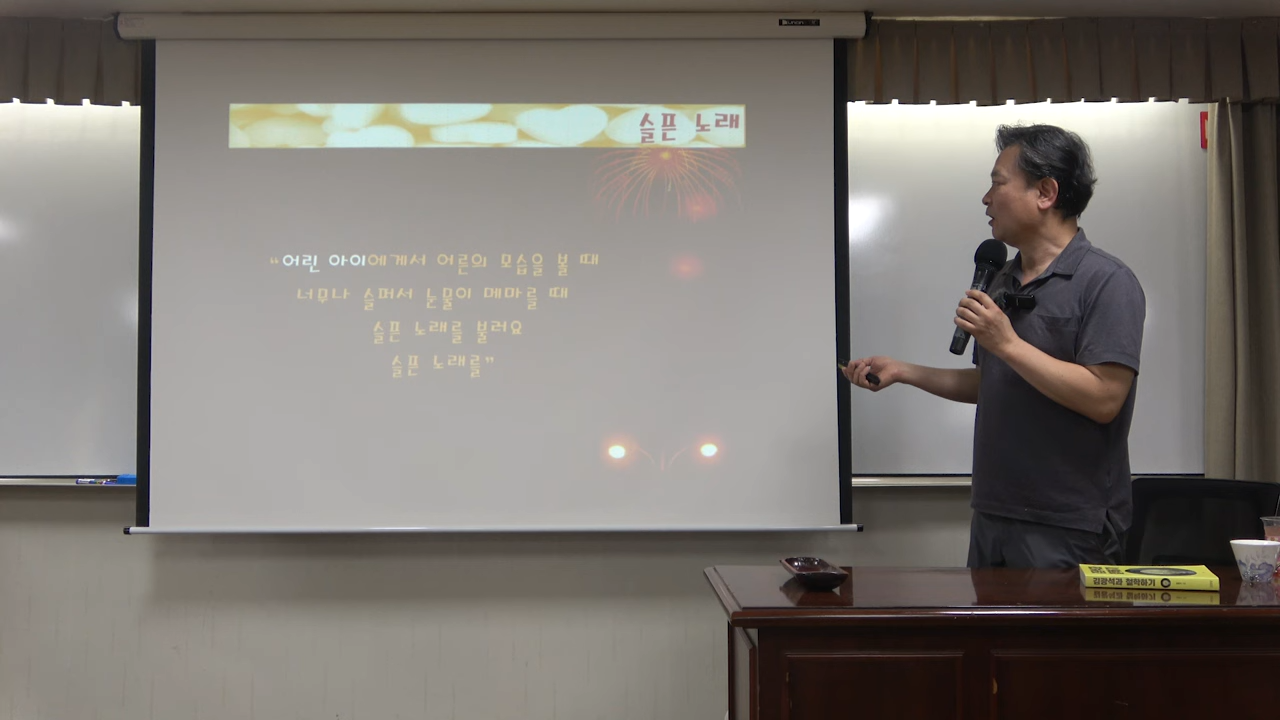 슬픈 노래
“어린 아이에게서 어른의 모습을 볼 때
너무나 슬퍼서 눈물이 메마를 때
슬픈 노래를 불러요
슬픈 노래를”
김광석과 철학하기